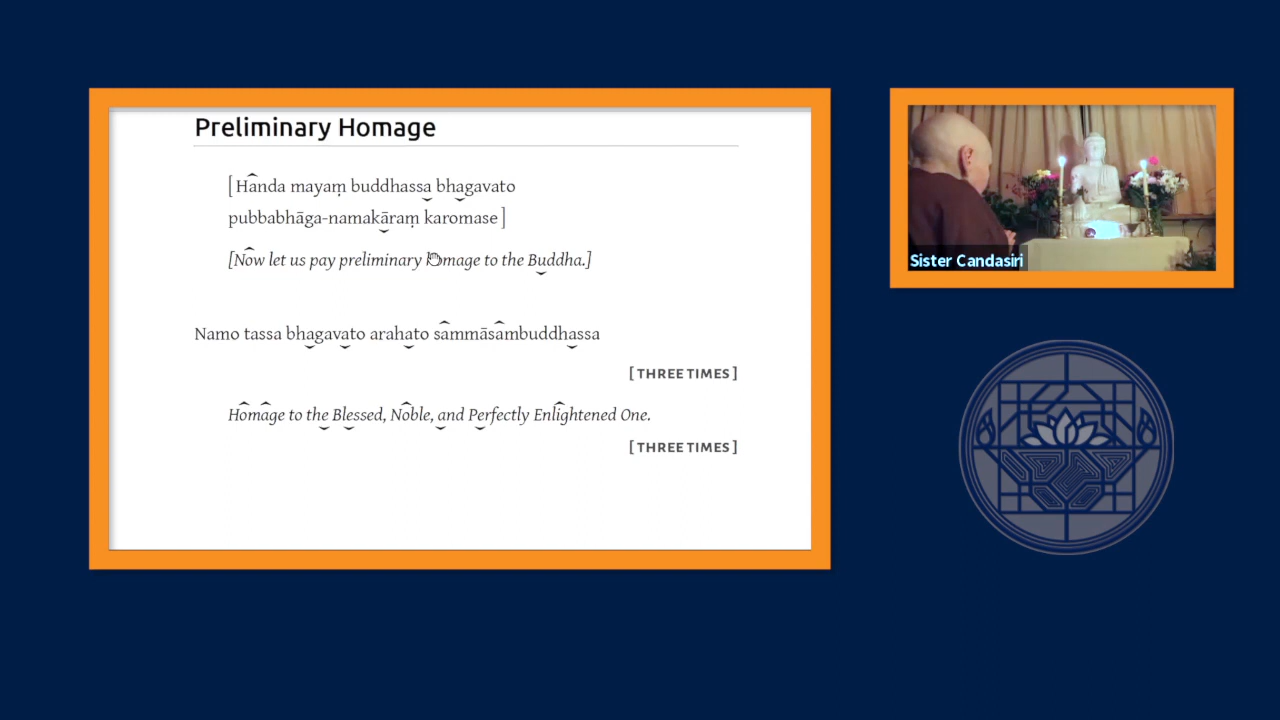 Preliminary Homage
[Handa mayaṃ buddhassa bhagavato
pubbabhāga-namakāraṃ karomase]
[Now let us pay preliminary homage to the Buddha.]
Namo tassa bhagavato arahato sammāsambuddhassa
[THREE TIMES]
Homage to the Blessed, Noble, and Perfectly Enlightened One.
[THREE TIMES]
Sister Candasiri